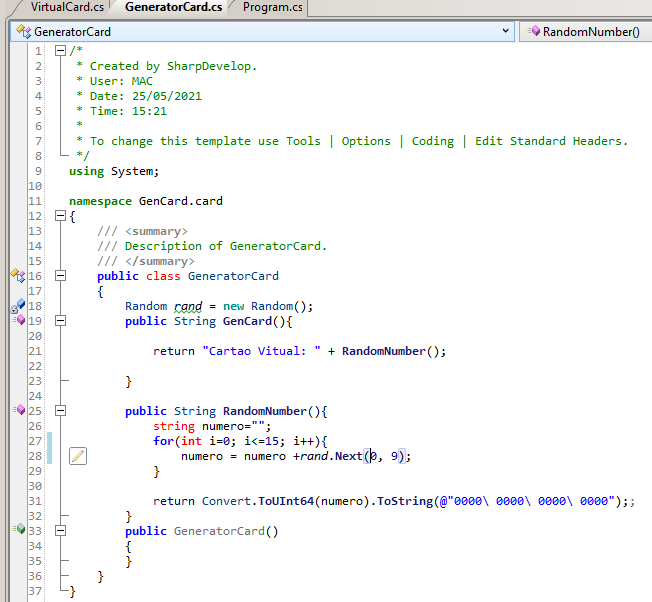 VirtualCard.cs GeneratorCard.cs Program.cs
GeneratorCard RandomNumber()
1 /*
2 * Created by SharpDevelop.
3 * User: MAC
4 * Date: 25/05/2021
5 * Time: 15:21
6 *
7 * To change this template use Tools | Options | Coding | Edit Standard Headers.
8 */
9 using System;
10
11 namespace GenCard.card
12 {
13 /// <summary>
14 /// Description of GeneratorCard.
15 /// </summary>
16 public class GeneratorCard
17 {
18 Random rand = new Random();
19 public String GenCard(){
20
21 return "Cartao Vitual: " + RandomNumber();
22
23 }
24
25 public String RandomNumber(){
26 string numero="";
27 for(int i=0; i<=15; i++){
28 numero = numero +rand.Next(0, 9);
29 }
30
31 return Convert.ToUInt64(numero).ToString(@"0000\ 0000\ 0000\ 0000");;
32 }
33 public GeneratorCard()
34 {
35 }
36 }
37 }